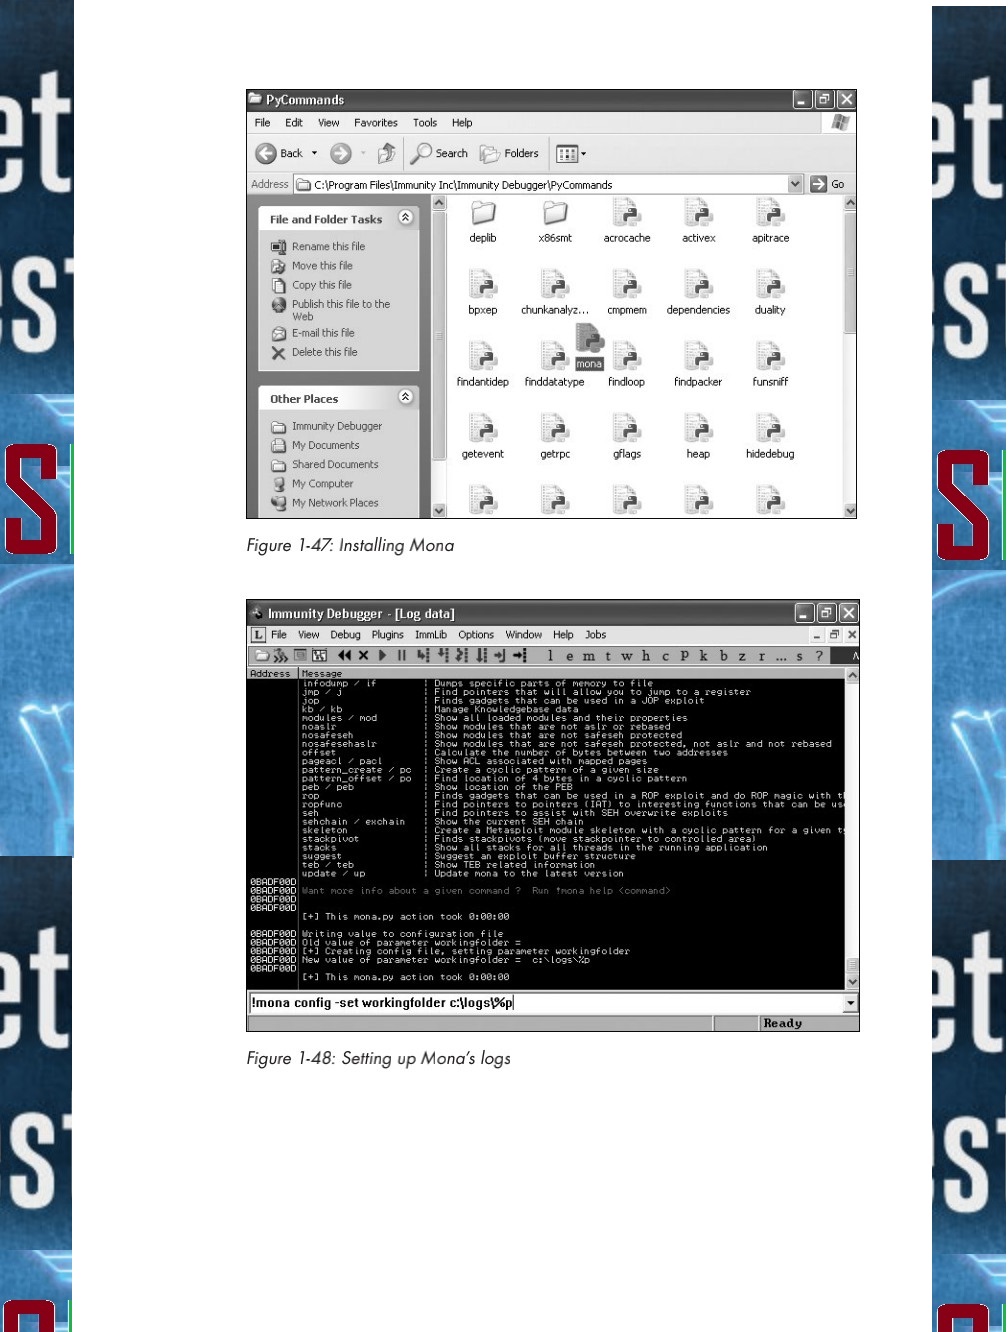 PyCommands
File Edit View Favorites Tools Help
Back Search Folders
Address C:\Program Files\Immunity Inc\Immunity Debugger\PyCommands Go
File and Folder Tasks
Rename this file
Move this file
Copy this file
Publish this file to the
Web
E-mail this file
Delete this file
Other Places
Immunity Debugger
My Documents
Shared Documents
My Computer
My Network Places
deplib x86smt acrocache activex apitrace
bpxep chunkanalyz... cmpmem dependencies duality
mona
findantidep finddatatype findloop findpacker funsniff
getevent getrpc gflags heap hidedebug
Figure 1-47: Installing Mona
Immunity Debugger - [Log data]
L File View Debug Plugins ImmLib Options Window Help Jobs
l e m t w h c P k b z r ... s ?
Address Message
infodump / if | Dumps specific parts of memory to file
jmp / j | Find pointers that will allow you to jump to a register
jop | Finds gadgets that can be used in a JOP exploit
kb / kb | Manage Knowledgebase data
modules / mod | Show all loaded modules and their properties
noaslr | Show modules that are not aslr or rebased
nosafeseh | Show modules that are not safeseh protected
nosafesehaslr | Show modules that are not safeseh protected, not aslr and not rebased
offset | Calculate the number of bytes between two addresses
pageacl / pacl | Show ACL associated with mapped pages
pattern_create / pc | Create a cyclic pattern of a given size
pattern_offset / po | Find location of 4 bytes in a cyclic pattern
peb / peb | Show location of the PEB
rop | Finds gadgets that can be used in a ROP exploit and do ROP magic with th
ropfunc | Find pointers to pointers (IAT) to interesting functions that can be use
seh | Find pointers to assist with SEH overwrite exploits
sehchain / exchain | Show the current SEH chain
skeleton | Create a Metasploit module skeleton with a cyclic pattern for a given ty
stackpivot | Finds stackpivots (move stackpointer to controlled area)
stacks | Show all stacks for all threads in the running application
suggest | Suggest an exploit buffer structure
teb / teb | Show TEB related information
update / up | Update mona to the latest version
0BADF00D
0BADF00D Want more info about a given command ? Run !mona help <command>
0BADF00D
0BADF00D
[+] This mona.py action took 0:00:00
0BADF00D Writing value to configuration file
0BADF00D Old value of parameter workingfolder =
0BADF00D [+] Creating config file, setting parameter workingfolder
0BADF00D New value of parameter workingfolder = c:\logs\%p
0BADF00D
[+] This mona.py action took 0:00:00
!mona config -set workingfolder c:\logs\%p
Ready
Figure 1-48: Setting up Mona's logs